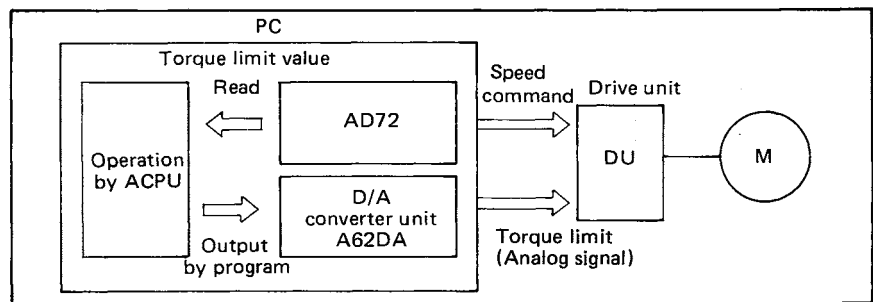 PC
Torque limit value
Read
AD72
Operation
by ACPU
Output
by program
D/A
converter unit
A62DA
Speed
command
Drive unit
DU
M
Torque limit
(Analog signal)